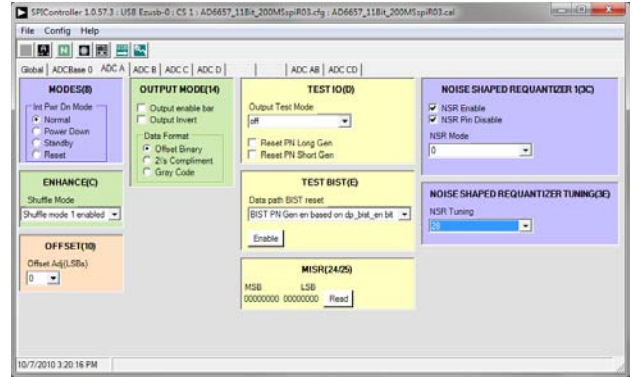 SPIController 1.0.57.3 : USB Ezusb-0 : CS 1 : AD6657_11Bit_200MSspiR03.cfg : AD6657_11Bit_200MSspiR03.cal
File Config Help
Global ADCBase 0 ADC A ADC B ADC C ADC D ADC AB ADC CD
MODES(8)
Int Pwr Dn Mode
Normal
Power Down
Standby
Reset
ENHANCE(C)
Shuffle Mode
Shuffle mode 1 enabled
OFFSET(10)
Offset Adj(LSBs)
0
OUTPUT MODE(14)
Output enable bar
Output Invert
Data Format
Offset Binary
2\'s Compliment
Gray Code
TEST IO(D)
Output Test Mode
off
Reset PN Long Gen
Reset PN Short Gen
TEST BIST(E)
Data path BIST reset
BIST PN Gen en based on dp_bist_en bit
Enable
MISR(24/25)
MSB LSB
00000000 00000000 Read
NOISE SHAPED REQUANTIZER 1(3C)
NSR Enable
NSR Pin Disable
NSR Mode
0
NOISE SHAPED REQUANTIZER TUNING(3E)
NSR Tuning
28
10/7/2010 3:20:16 PM